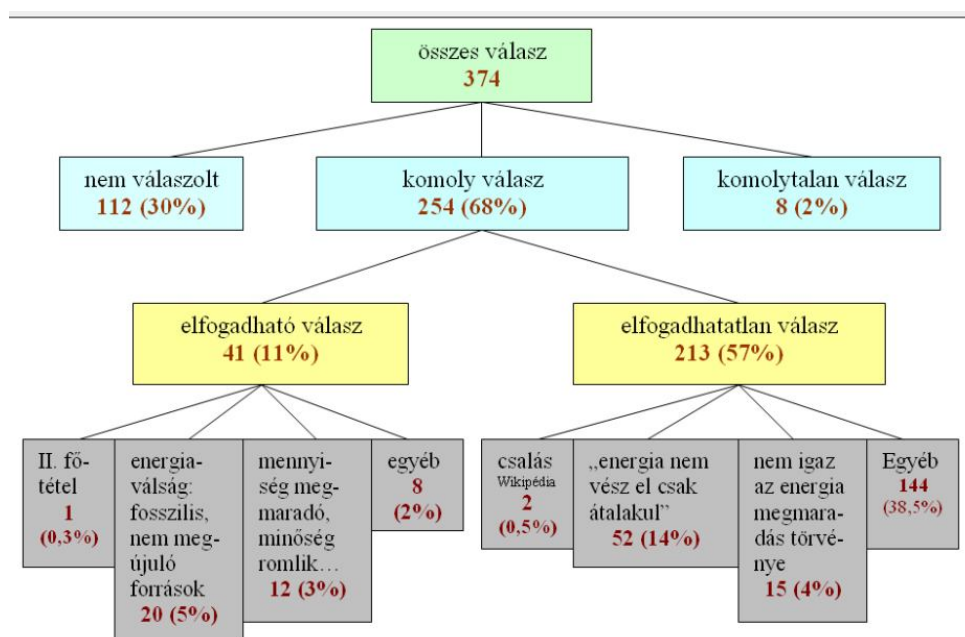 összes válasz
374
nem válaszolt
112 (30%)
komoly válasz
254 (68%)
komolytalan válasz
8 (2%)
elfogadható válasz
41 (11%)
elfogadhatatlan válasz
213 (57%)
II. fő-
tétel
1
(0,3%)
energia-
válság:
fosszilis,
nem meg-
újuló
források
20 (5%)
mennyi-
ség meg-
maradó,
minőség
romlik…
12 (3%)
egyéb
8
(2%)
csalás
Wikipédia
2
(0,5%)
„energia nem
vész el csak
átalakul”
52 (14%)
nem igaz
az energia
megmara-
dás törvé-
nye
15 (4%)
Egyéb
144
(38,5%)